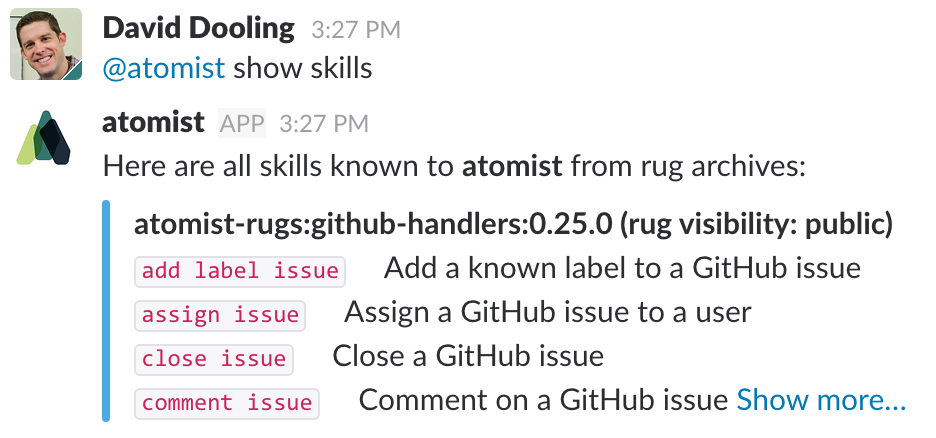 David Dooling 3:27 PM
@atomist show skills
atomist APP 3:27 PM
Here are all skills known to atomist from rug archives:
atomist-rugs:github-handlers:0.25.0 (rug visibility: public)
add label issue Add a known label to a GitHub issue
assign issue Assign a GitHub issue to a user
close issue Close a GitHub issue
comment issue Comment on a GitHub issue Show more...